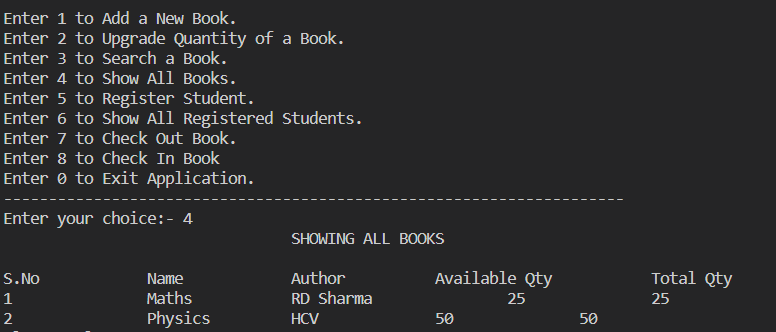 Enter 1 to Add a New Book.
Enter 2 to Upgrade Quantity of a Book.
Enter 3 to Search a Book.
Enter 4 to Show All Books.
Enter 5 to Register Student.
Enter 6 to Show All Registered Students.
Enter 7 to Check Out Book.
Enter 8 to Check In Book
Enter 0 to Exit Application.
---------------------------------------------------------------------
Enter your choice:- 4
SHOWING ALL BOOKS
S.No Name Author Available Qty Total Qty
1 Maths RD Sharma 25 25
2 Physics HCV 50 50